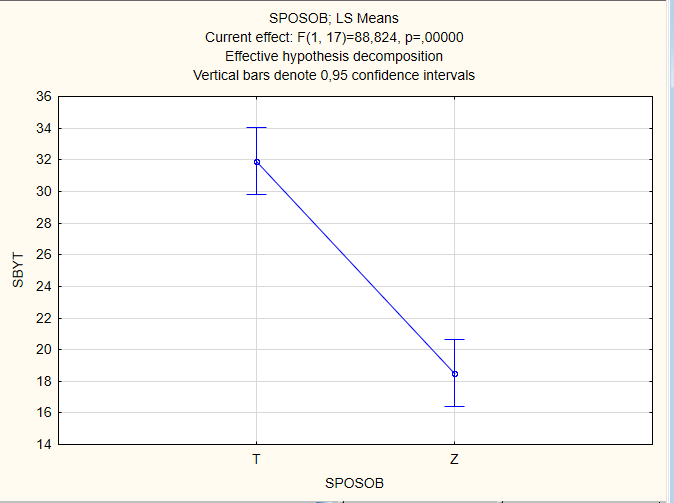 SPOSOB; LS Means
Current effect: F(1, 17)=88,824, p=,00000
Effective hypothesis decomposition
Vertical bars denote 0,95 confidence intervals
36
34
32
30
28
26
24
22
20
18
16
14
SBYT
T Z
SPOSOB